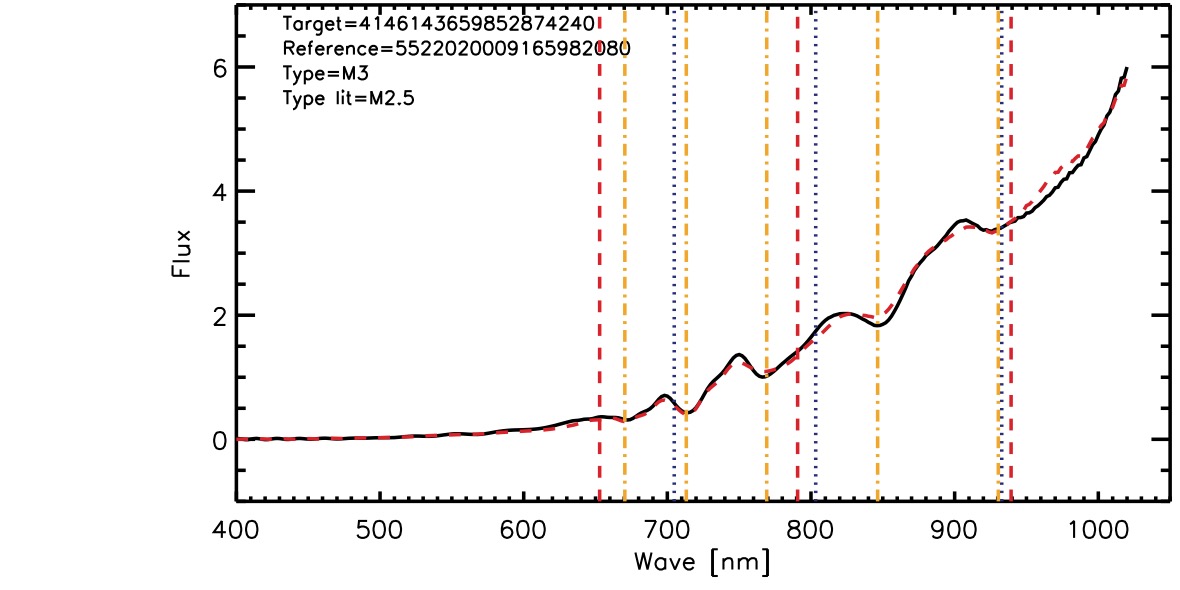 Target=4146143659852874240
Reference=5522020009165982080
Type=M3
Type lit=M2.5
6
4
2
0
Flux
400 500 600 700 800 900 1000
Wave [nm]